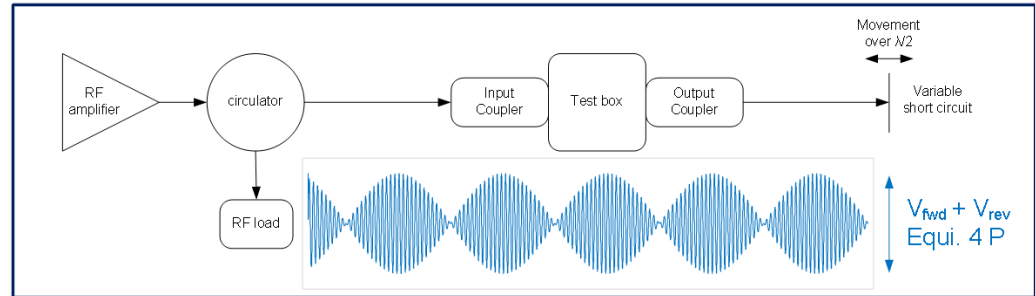 Movement
over λ/2
RF
amplifier
circulator
Input
Coupler
Test box
Output
Coupler
Variable
short circuit
RF load
Vfwd + Vrev
Equi. 4 P